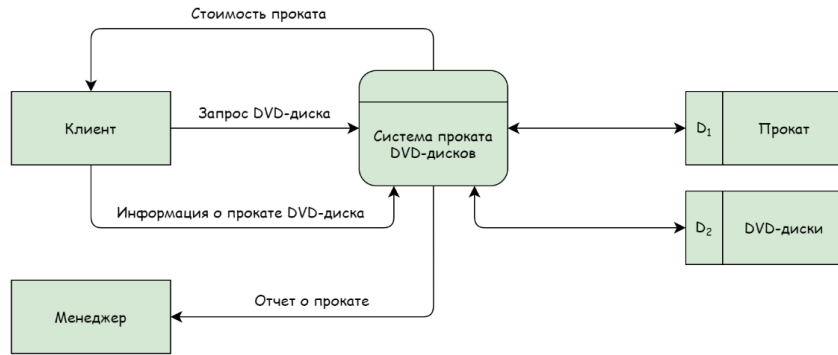 Стоимость проката
Клиент
Запрос DVD-диска
Система проката
DVD-дисков
D₁
Прокат
Информация о прокате DVD-диска
D₂
DVD-диски
Менеджер
Отчет о прокате